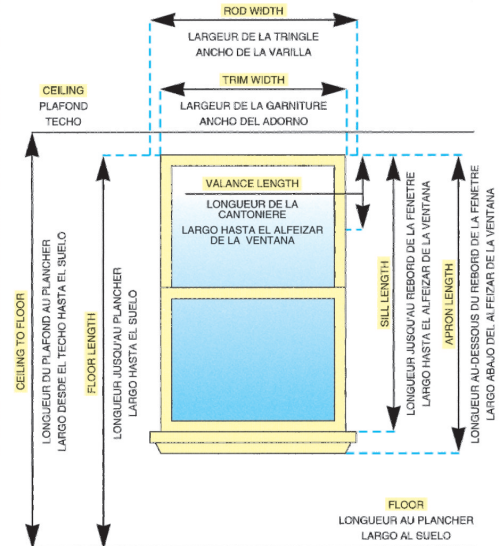 ROD WIDTH
LARGEUR DE LA TRINGLE
ANCHO DE LA VARILLA
TRIM WIDTH
LARGEUR DE LA GARNITURE
ANCHO DEL ADORNO
CEILING
PLAFOND
TECHO
VALANCE LENGTH
LONGUEUR DE LA
CANTONIERE
LARGO HASTA EL ALFEIZAR
DE LA VENTANA
CEILING TO FLOOR
LONGUEUR DU PLAFOND AU PLANCHER
LARGO DESDE EL TECHO HASTA EL SUELO
FLOOR LENGTH
LONGUEUR JUSQU'AU PLANCHER
LARGO HASTA EL SUELO
SILL LENGTH
LONGUEUR JUSQU'AU REBORD DE LA FENETRE
LARGO HASTA EL ALFEIZAR DE LA VENTANA
APRON LENGTH
LONGUEUR AU-DESSOUS DU REBORD DE LA FENETRE
LARGO ABAJO DEL ALFEIZAR DE LA VENTANA
FLOOR
LONGUEUR AU PLANCHER
LARGO AL SUELO